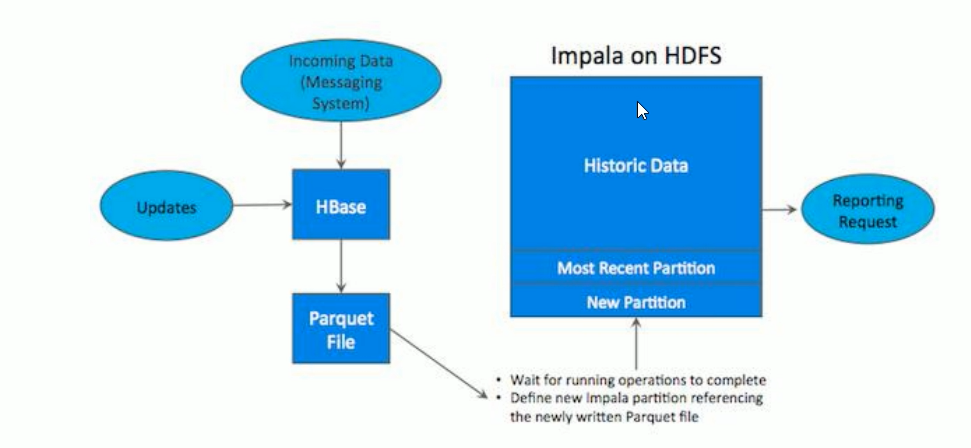 Incoming Data
(Messaging
System)
Updates
HBase
Parquet
File
Impala on HDFS
Historic Data
Most Recent Partition
New Partition
Reporting
Request
• Wait for running operations to complete
• Define new Impala partition referencing
the newly written Parquet file